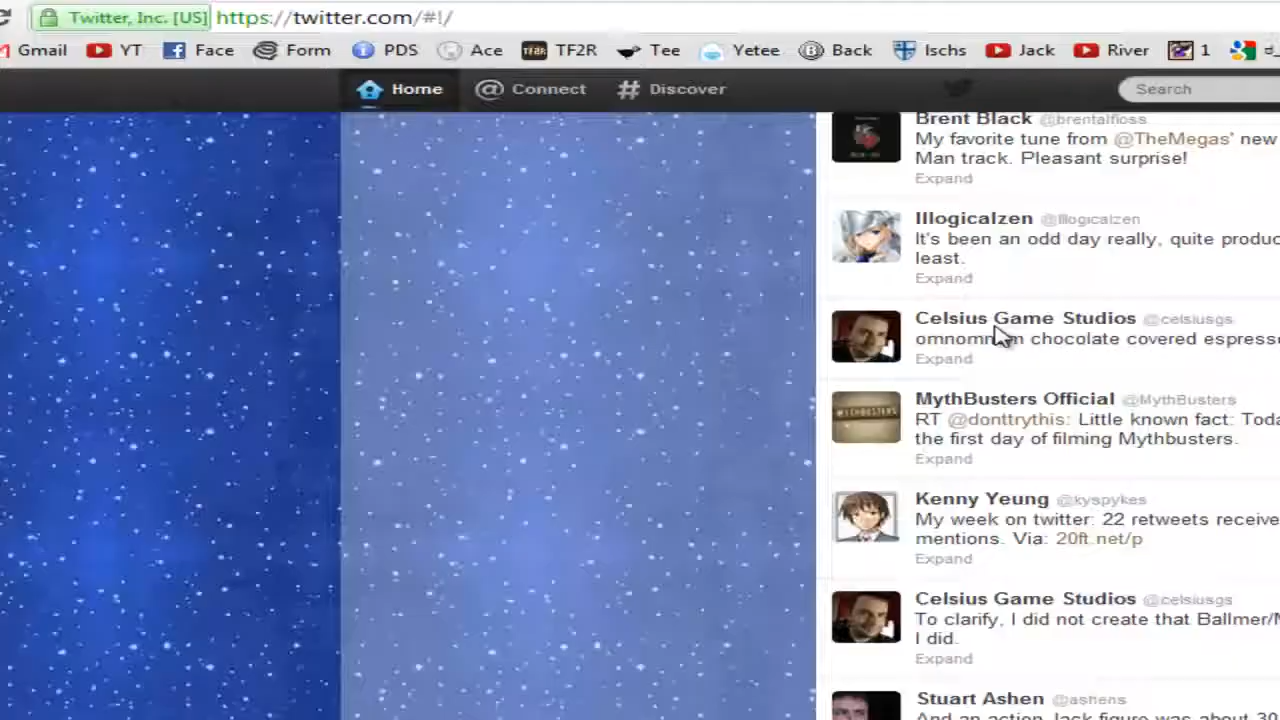 Twitter, Inc. [US] https://twitter.com/#!/
Gmail YT Face Form PDS Ace TF2R Tee Yetee Back Ischs Jack River 1
Home Connect # Discover Search
Brent Black @brentalfloss
My favorite tune from @TheMegas' new
Man track. Pleasant surprise!
Expand
Illogicalzen @Illogicalzen
It's been an odd day really, quite produc
least.
Expand
Celsius Game Studios @celsiusgs
chocolate covered espress
Expand
MythBusters Official @MythBusters
RT @donttrythis: Little known fact: Toda
the first day of filming Mythbusters.
Expand
Kenny Yeung @kyspykes
My week on twitter: 22 retweets receive
mentions. Via: 20ft.net/p
Expand
Celsius Game Studios @celsiusgs
To clarify, I did not create that Ballmer/
I did.
Expand
Stuart Ashen @ashens
And an action Jack figure was about 30